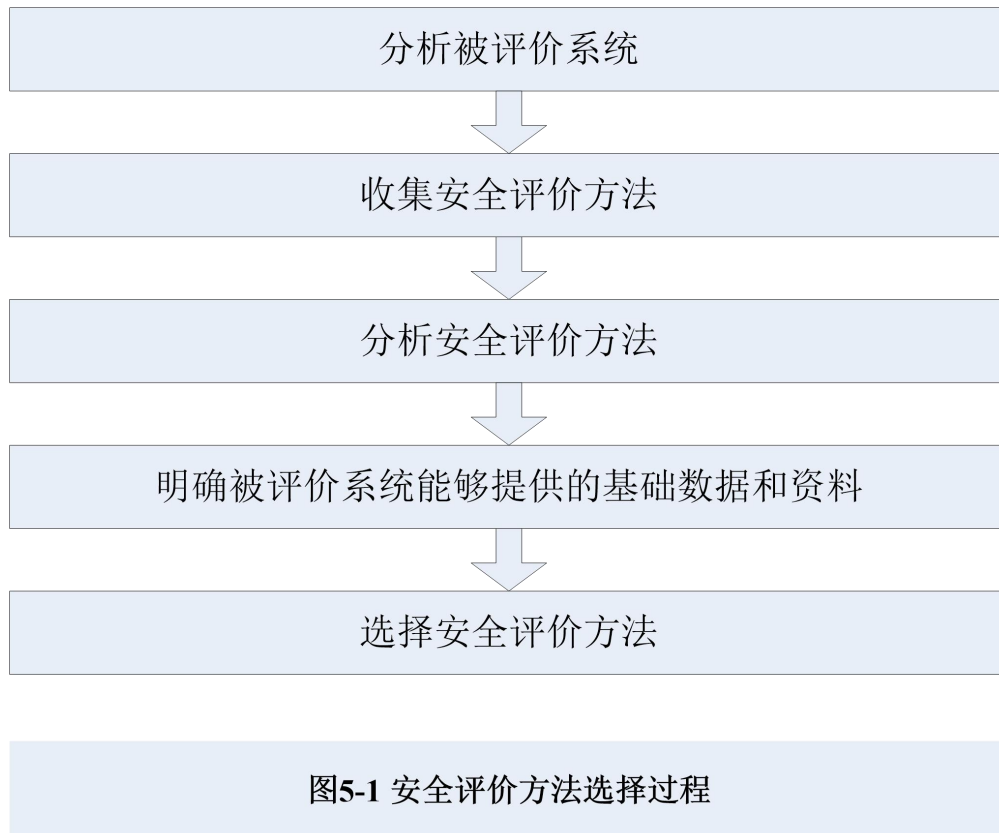 分析被评价系统
收集安全评价方法
分析安全评价方法
明确被评价系统能够提供的基础数据和资料
选择安全评价方法
图5-1 安全评价方法选择过程